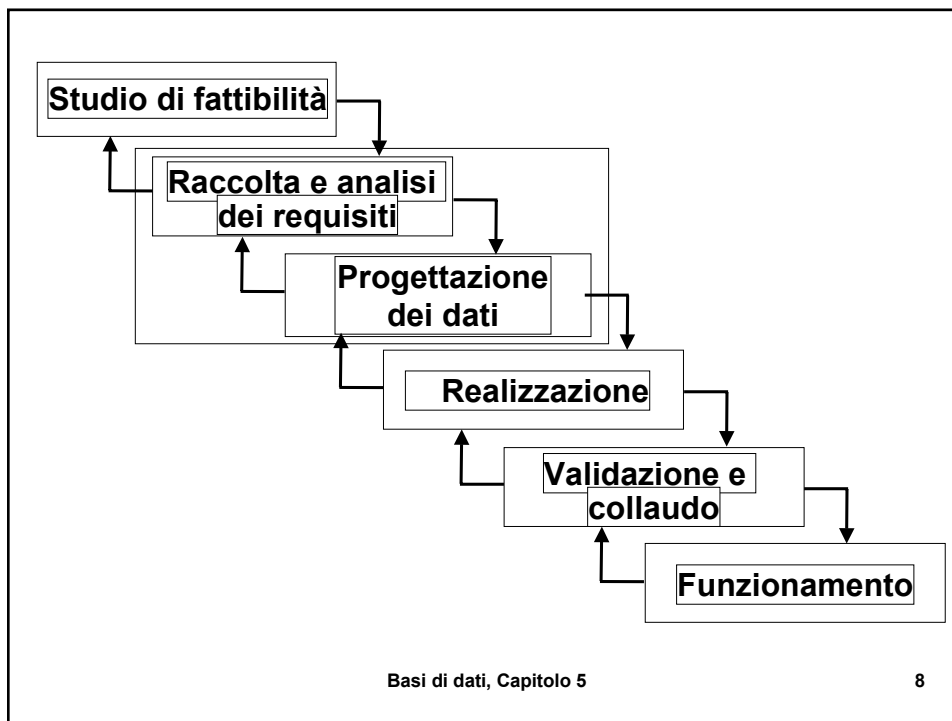 Studio di fattibilità
Raccolta e analisi
dei requisiti
Progettazione
dei dati
Realizzazione
Validazione e
collaudo
Funzionamento
Basi di dati, Capitolo 5
8